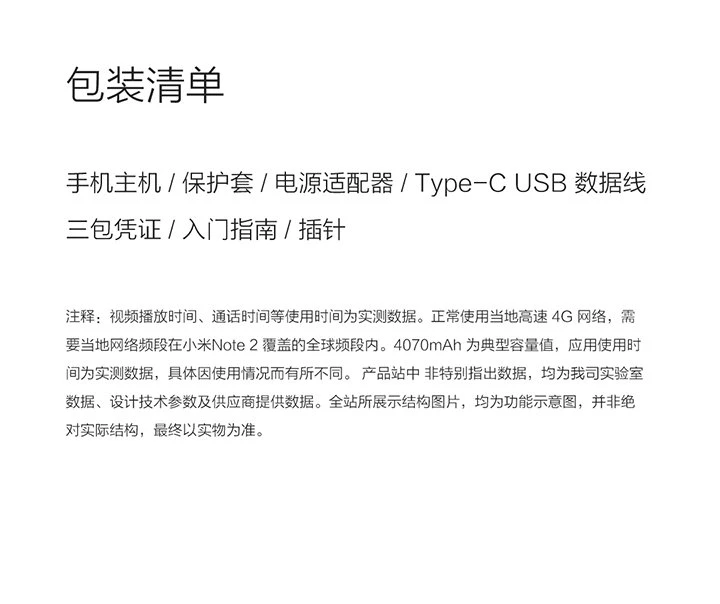 包装清单
手机主机 / 保护套 / 电源适配器 / Type-C USB 数据线
三包凭证 / 入门指南 / 插针
注释：视频播放时间、通话时间等使用时间为实测数据。正常使用当地高速 4G 网络，需
要当地网络频段在小米Note 2 覆盖的全球频段内。4070mAh 为典型容量值，应用使用时
间为实测数据，具体因使用情况而有所不同。 产品站中 非特别指出数据，均为我司实验室
数据、设计技术参数及供应商提供数据。全站所展示结构图片，均为功能示意图，并非绝
对实际结构，最终以实物为准。